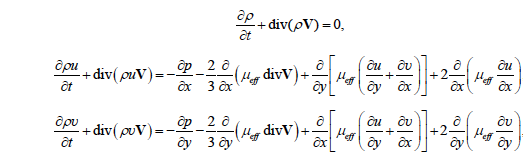 ∂ρ/∂t + div(ρV) = 0,
∂ρu/∂t + div(ρuV) = −∂p/∂x − 2/3 ∂/∂x (μ_eff divV) + ∂/∂y [μ_eff (∂u/∂y + ∂υ/∂x)] + 2 ∂/∂x (μ_eff ∂u/∂x)
∂ρυ/∂t + div(ρυV) = −∂p/∂y − 2/3 ∂/∂y (μ_eff divV) + ∂/∂x [μ_eff (∂u/∂y + ∂υ/∂x)] + 2 ∂/∂y (μ_eff ∂υ/∂y)